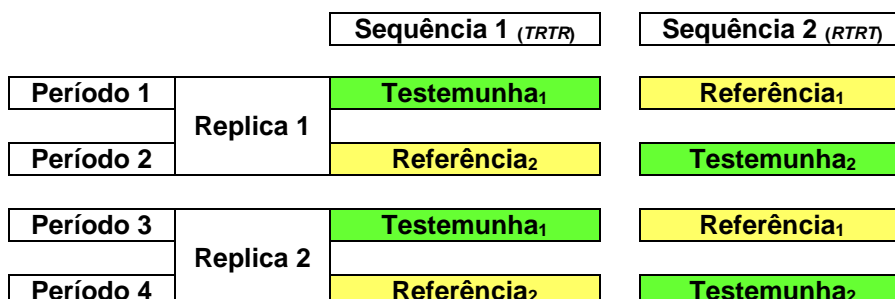 Sequência 1 (TRTR) Sequência 2 (RTRT)
Período 1 Testemunha₁ Referência₁
Replica 1
Período 2 Referência₂ Testemunha₂
Período 3 Testemunha₁ Referência₁
Replica 2
Período 4 Referência₂ Testemunha₂